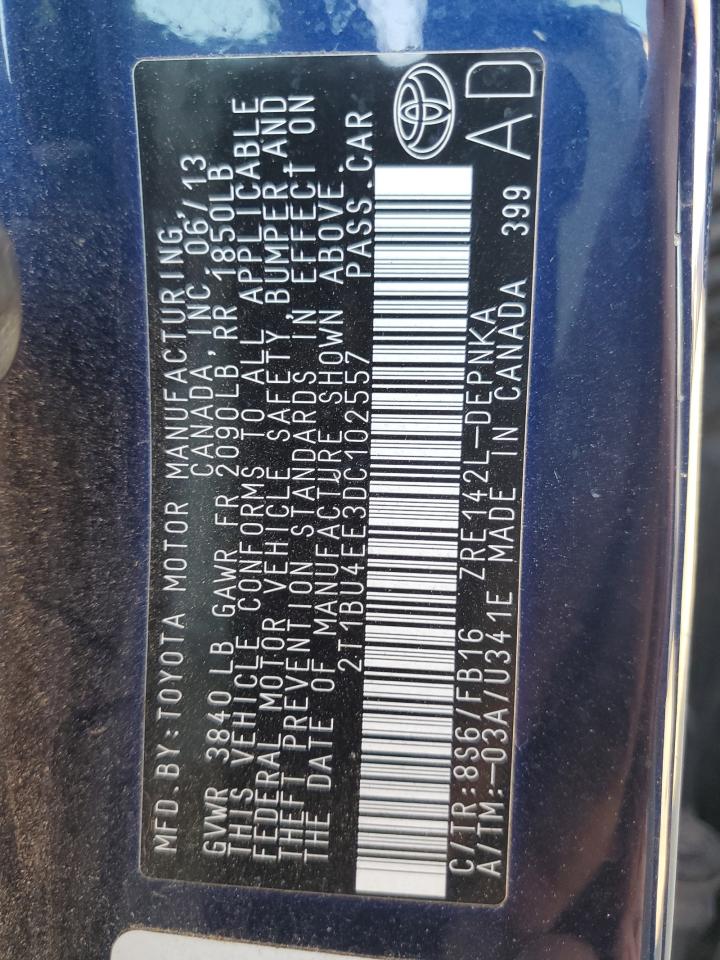 MFD.BY:TOYOTA MOTOR MANUFACTURING,
CANADA, INC. 06/13
GVWR 3840LB GAWR FR 2090LB, RR 1850LB
THIS VEHICLE CONFORMS TO ALL APPLICABLE
FEDERAL MOTOR VEHICLE SAFETY, BUMPER AND
THEFT PREVENTION STANDARDS IN EFFECT ON
THE DATE OF MANUFACTURE SHOWN ABOVE.
2T1BU4EE3DC102557 PASS.CAR
C/TR:8S6/FB16 ZRE142L-DEPNKA
A/TM:-03A/U341E MADE IN CANADA 399
AD